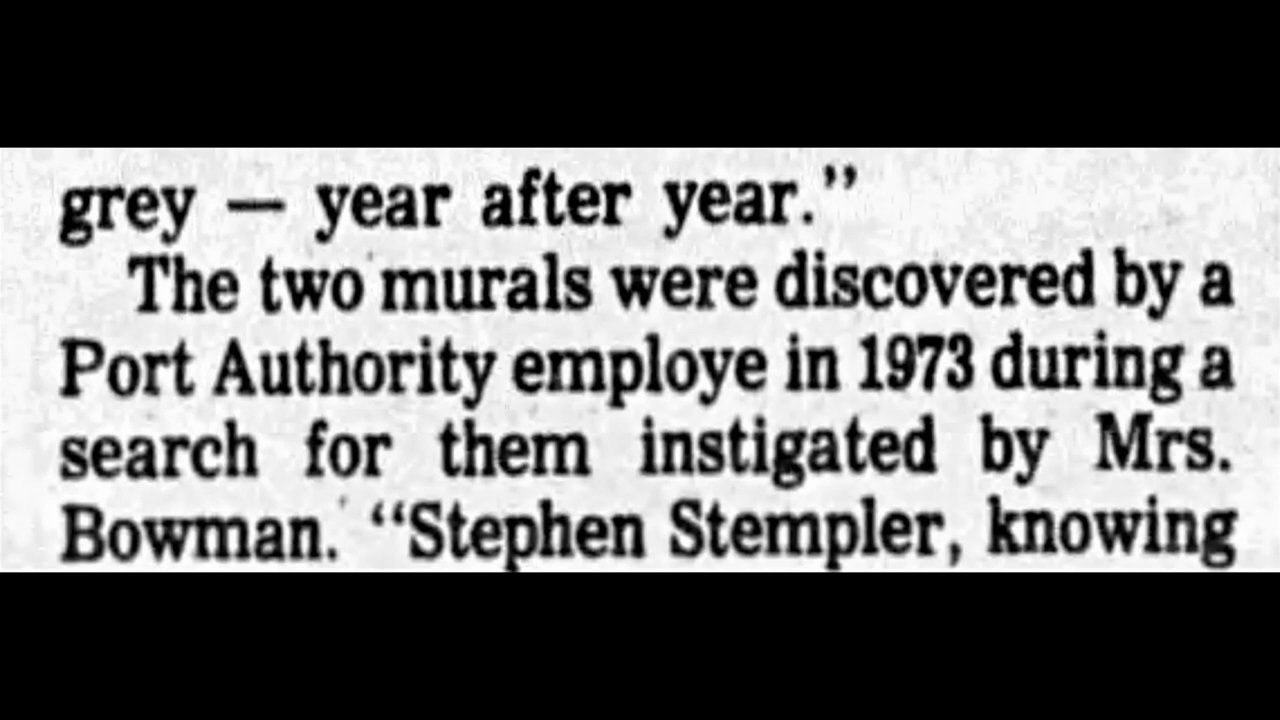 grey — year after year.”
The two murals were discovered by a
Port Authority employe in 1973 during a
search for them instigated by Mrs.
Bowman. “Stephen Stempler, knowing